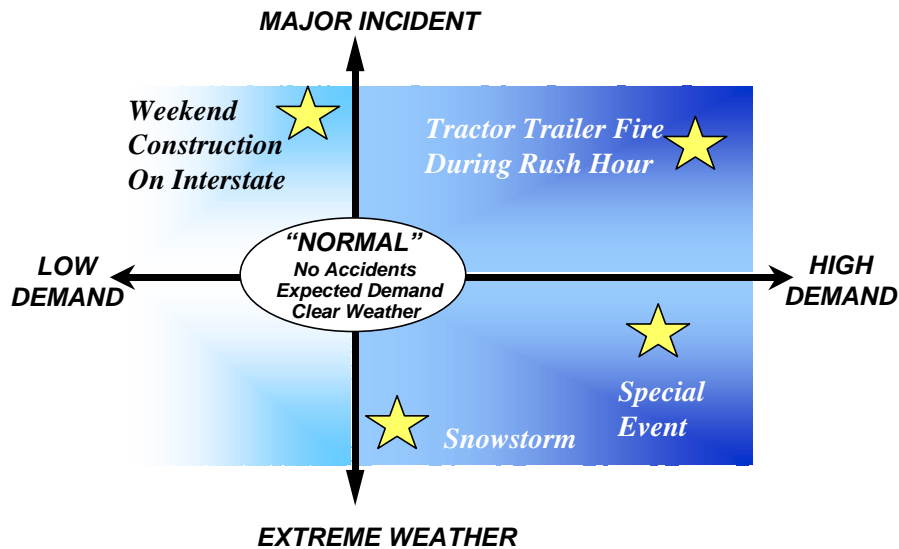 MAJOR INCIDENT
Weekend
Construction
On Interstate
Tractor Trailer Fire
During Rush Hour
“NORMAL”
No Accidents
Expected Demand
Clear Weather
LOW
DEMAND
HIGH
DEMAND
Special
Event
Snowstorm
EXTREME WEATHER